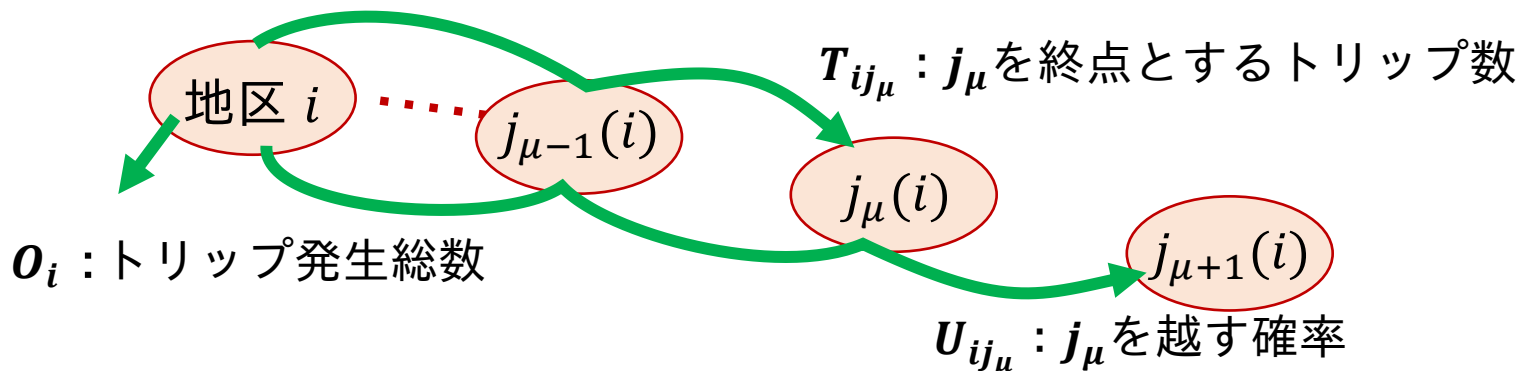 地区 i
j_{μ−1}(i)
T_{ij_μ}：j_μを終点とするトリップ数
j_μ(i)
j_{μ+1}(i)
O_i：トリップ発生総数
U_{ij_μ}：j_μを越す確率